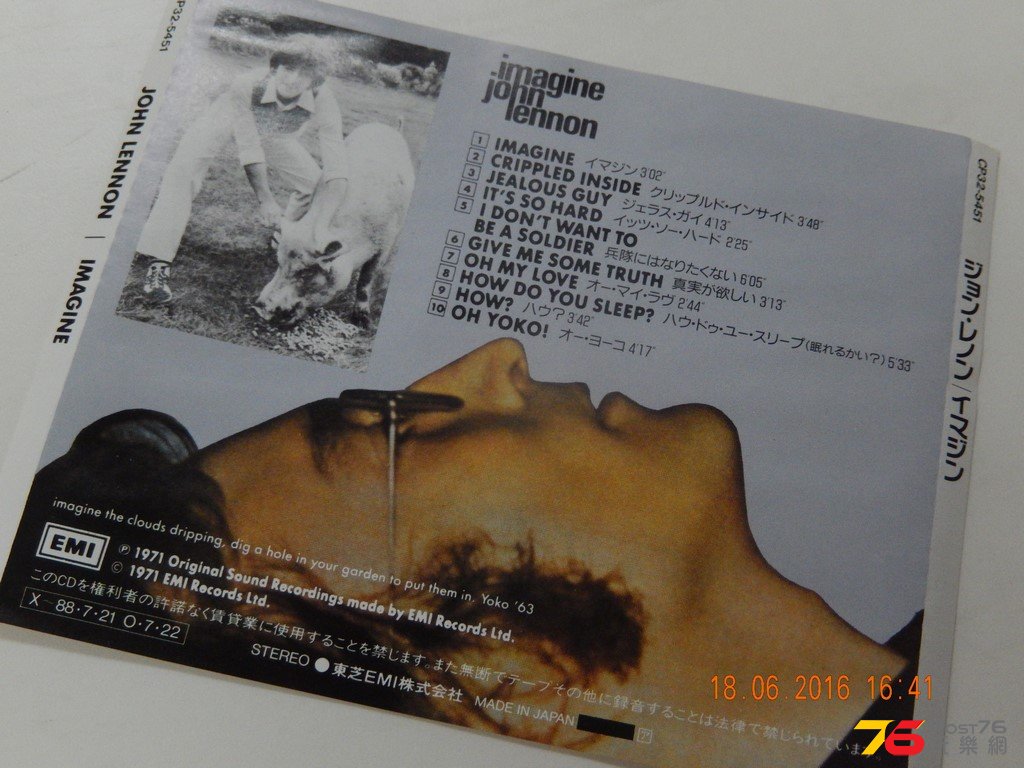 CP32-5451
JOHN LENNON | IMAGINE
imagine
john
lennon
1 IMAGINE イマジン 3'02"
2 CRIPPLED INSIDE クリップルド・インサイド 3'48"
3 JEALOUS GUY ジェラス・ガイ 4'13"
4 IT'S SO HARD イッツ・ソー・ハード 2'25"
5 I DON'T WANT TO
BE A SOLDIER 兵隊にはなりたくない 6'05"
6 GIVE ME SOME TRUTH 真実が欲しい 3'13"
7 OH MY LOVE オー・マイ・ラヴ 2'44"
8 HOW DO YOU SLEEP? ハウ・ドゥ・ユー・スリープ(眠れるかい?) 5'33"
9 HOW? ハウ? 3'42"
10 OH YOKO! オー・ヨーコ 4'17"
CP32-5451
ジョン・レノン/イマジン
imagine the clouds dripping, dig a hole in your garden to put them in. Yoko '63
EMI
℗ 1971 Original Sound Recordings made by EMI Records Ltd.
© 1971 EMI Records Ltd.
このCDを権利者の許諾なく賃貸業に使用することを禁じます。また無断でテープその他に録音することは法律で禁じられています。
X-88・7・21 O・7・22
STEREO ●東芝EMI株式会社 MADE IN JAPAN ア
18.06.2016 16:41
76
POST76
樂網